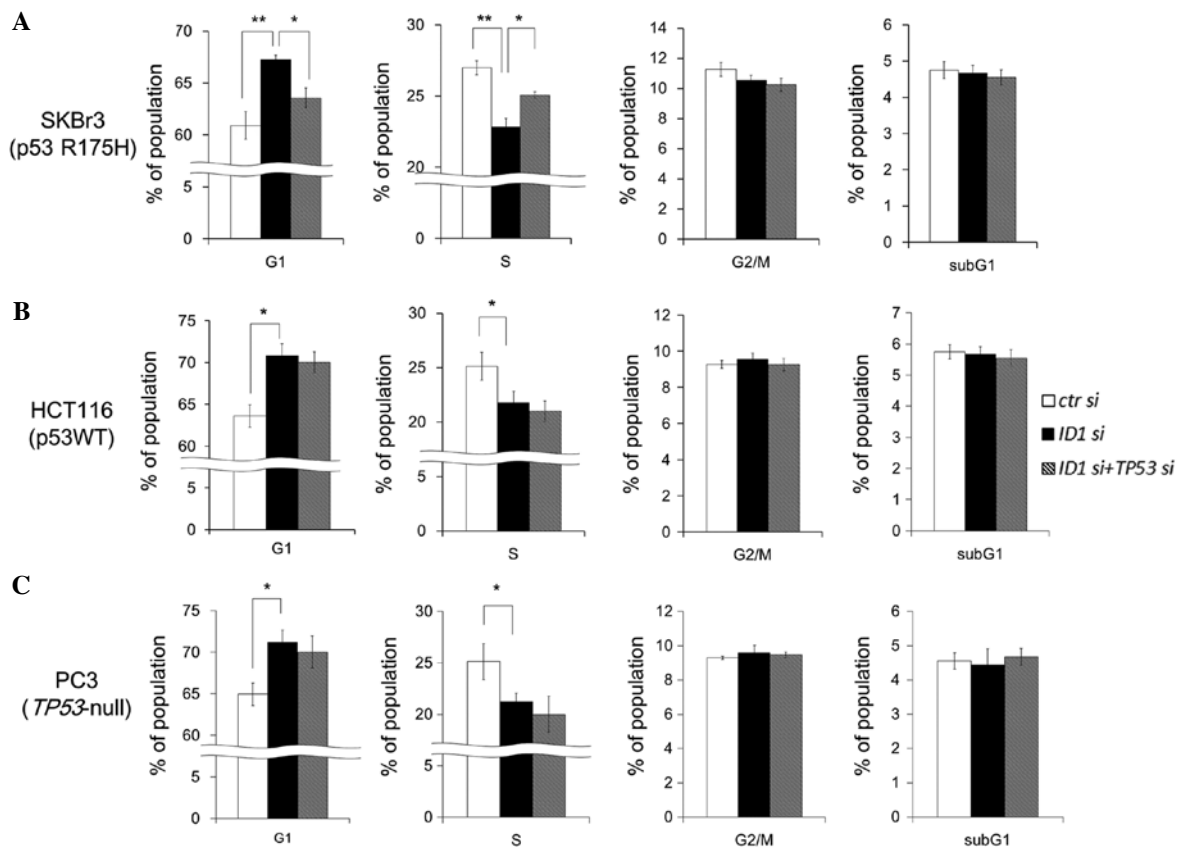 A
SKBr3
(p53 R175H)
% of population
70
65
60
5
0
**
*
G1
% of population
30
25
20
0
**
*
S
% of population
14
12
10
8
6
4
2
0
G2/M
% of population
6
5
4
3
2
1
0
subG1
B
HCT116
(p53WT)
% of population
75
70
65
60
5
0
*
G1
% of population
30
25
20
5
0
*
S
% of population
12
10
8
6
4
2
0
G2/M
% of population
7
6
5
4
3
2
1
0
subG1
ctr si
ID1 si
ID1 si+TP53 si
C
PC3
(TP53-null)
% of population
75
70
65
60
5
0
*
G1
% of population
30
25
20
5
0
*
S
% of population
12
10
8
6
4
2
0
G2/M
% of population
6
5
4
3
2
1
0
subG1